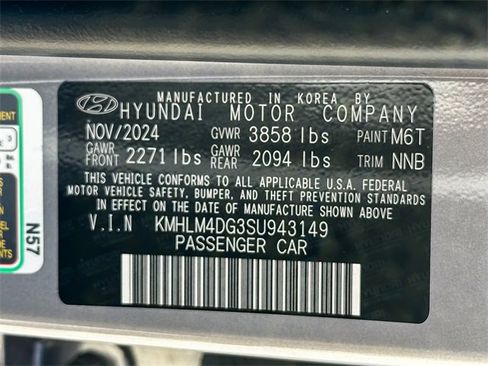 MANUFACTURED IN KOREA BY
HYUNDAI MOTOR COMPANY
NOV/2024 GVWR 3858 lbs PAINT M6T
GAWR FRONT 2271 lbs GAWR REAR 2094 lbs TRIM NNB
THIS VEHICLE CONFORMS TO ALL APPLICABLE U.S.A. FEDERAL
MOTOR VEHICLE SAFETY, BUMPER, AND THEFT PREVENTION STANDARDS
IN EFFECT ON THE DATE OF MANUFACTURE SHOWN ABOVE.
V.I.N KMHLM4DG3SU943149
PASSENGER CAR
N57